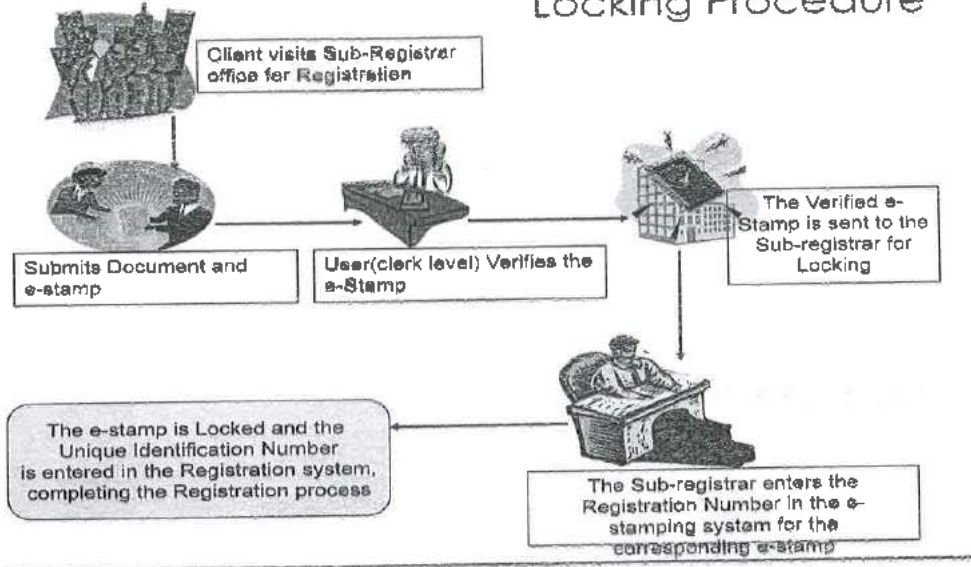 Locking Procedure
Client visits Sub-Registrar
office for Registration
Submits Document and
e-stamp
User(clerk level) Verifies the
e-Stamp
The Verified e-
Stamp is sent to the
Sub-registrar for
Locking
The Sub-registrar enters the
Registration Number in the e-
stamping system for the
corresponding e-stamp
The e-stamp is Locked and the
Unique Identification Number
is entered in the Registration system,
completing the Registration process